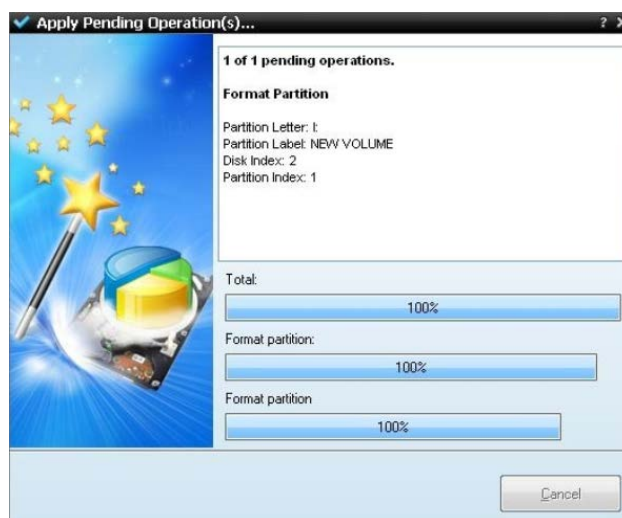 Apply Pending Operation(s)...
?
1 of 1 pending operations.
Format Partition
Partition Letter: I:
Partition Label: NEW VOLUME
Disk Index: 2
Partition Index: 1
Total:
100%
Format partition:
100%
Format partition
100%
Cancel